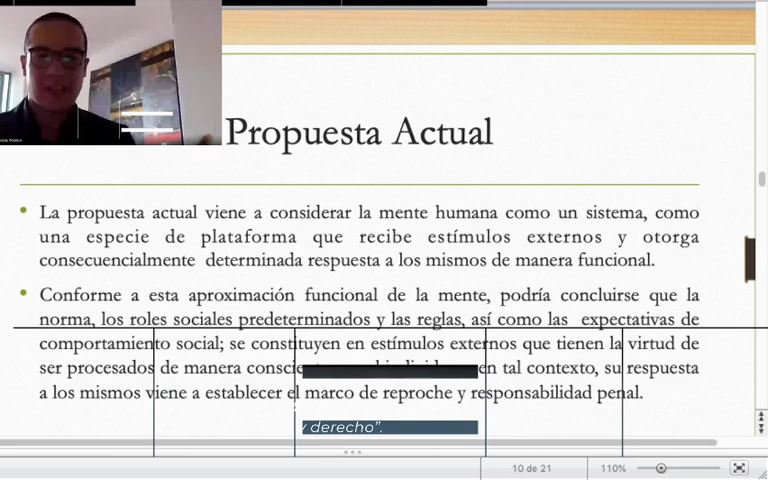 Propuesta Actual
• La propuesta actual viene a considerar la mente humana como un sistema, como
una especie de plataforma que recibe estímulos externos y otorga
consecuencialmente determinada respuesta a los mismos de manera funcional.
• Conforme a esta aproximación funcional de la mente, podría concluirse que la
norma, los roles sociales predeterminados y las reglas, así como las expectativas de
comportamiento social; se constituyen en estímulos externos que tienen la virtud de
ser procesados de manera en tal contexto, su respuesta
a los mismos viene a establecer el marco de reproche y responsabilidad penal.
y derecho".
10 de 21 110%